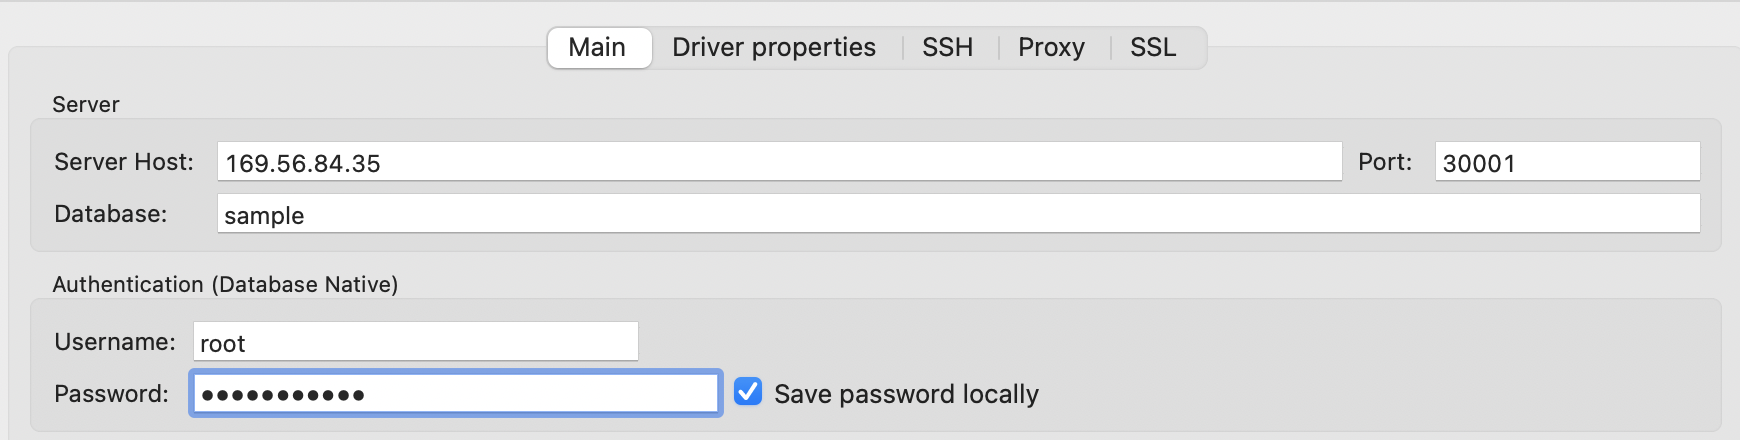 Main Driver properties SSH Proxy SSL
Server
Server Host: 169.56.84.35 Port: 30001
Database: sample
Authentication (Database Native)
Username: root
Password: ••••••••••• Save password locally